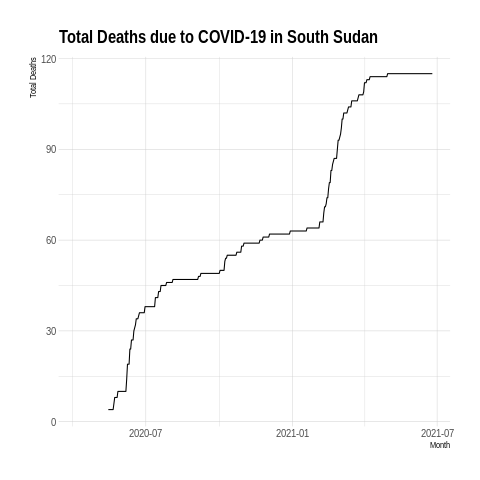 Total Deaths due to COVID-19 in South Sudan
Total Deaths
120
90
60
30
0
2020-07
2021-01
2021-07
Month